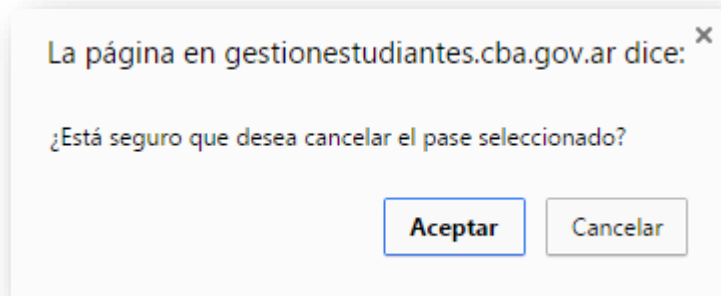 La página en gestionestudiantes.cba.gov.ar dice:
¿Está seguro que desea cancelar el pase seleccionado?
Aceptar Cancelar